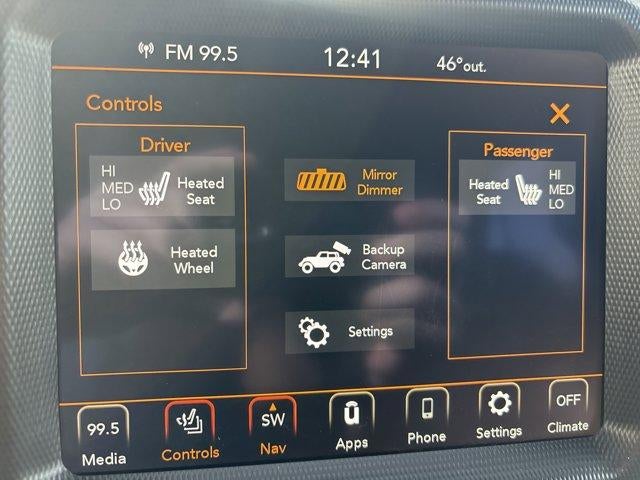 FM 99.5
12:41
46°out.
Controls
Driver
HI
MED
LO
Heated
Seat
Heated
Wheel
Mirror
Dimmer
Backup
Camera
Settings
Passenger
Heated
Seat
HI
MED
LO
99.5
Media
Controls
SW
Nav
Apps
Phone
Settings
OFF
Climate